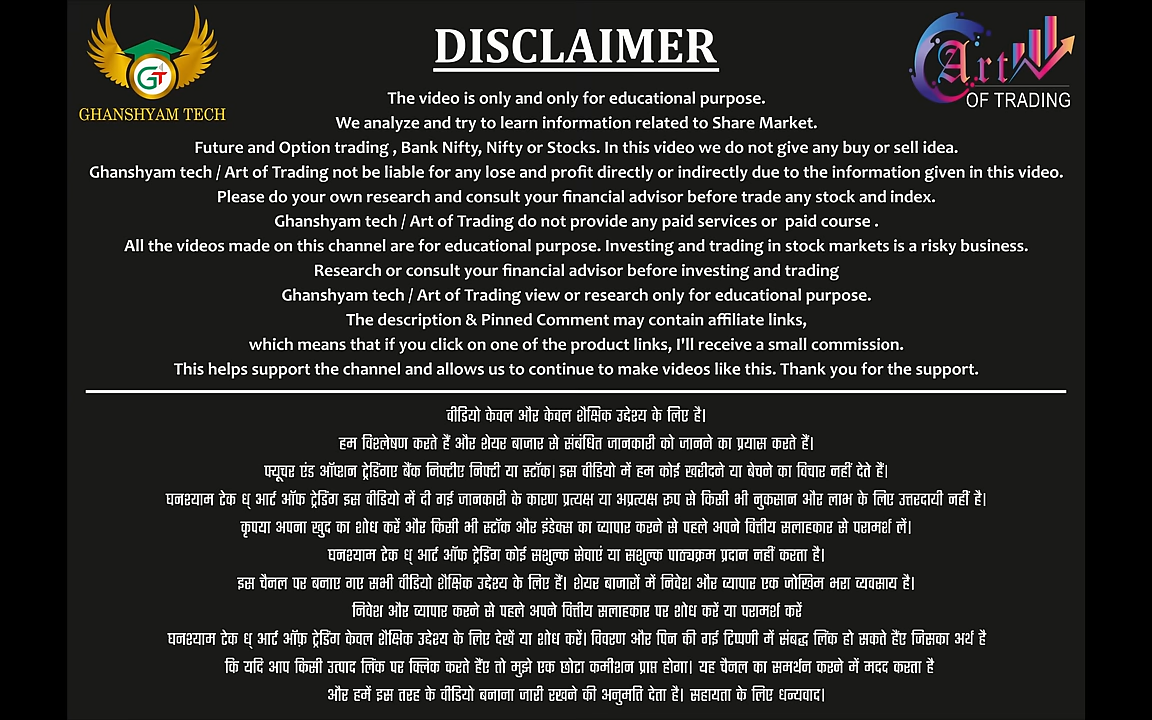 GHANSHYAM TECH
DISCLAIMER
Art
OF TRADING
The video is only and only for educational purpose.
We analyze and try to learn information related to Share Market.
Future and Option trading , Bank Nifty, Nifty or Stocks. In this video we do not give any buy or sell idea.
Ghanshyam tech / Art of Trading not be liable for any lose and profit directly or indirectly due to the information given in this video.
Please do your own research and consult your financial advisor before trade any stock and index.
Ghanshyam tech / Art of Trading do not provide any paid services or  paid course .
All the videos made on this channel are for educational purpose. Investing and trading in stock markets is a risky business.
Research or consult your financial advisor before investing and trading
Ghanshyam tech / Art of Trading view or research only for educational purpose.
The description & Pinned Comment may contain affiliate links,
which means that if you click on one of the product links, I'll receive a small commission.
This helps support the channel and allows us to continue to make videos like this. Thank you for the support.
वीडियो केवल और केवल शैक्षिक उद्देश्य के लिए है।
हम विश्लेषण करते हैं और शेयर बाजार से संबंधित जानकारी को जानने का प्रयास करते हैं।
फ्यूचर एंड ऑप्शन ट्रेडिंगए बैंक निफ्टीए निफ्टी या स्टॉक। इस वीडियो में हम कोई खरीदने या बेचने का विचार नहीं देते हैं।
घनश्याम टेक ध् आर्ट ऑफ ट्रेडिंग इस वीडियो में दी गई जानकारी के कारण प्रत्यक्ष या अप्रत्यक्ष रूप से किसी भी नुकसान और लाभ के लिए उत्तरदायी नहीं है।
कृपया अपना खुद का शोध करें और किसी भी स्टॉक और इंडेक्स का व्यापार करने से पहले अपने वित्तीय सलाहकार से परामर्श लें।
घनश्याम टेक ध् आर्ट ऑफ ट्रेडिंग कोई सशुल्क सेवाएं या सशुल्क पाठ्यक्रम प्रदान नहीं करता है।
इस चैनल पर बनाए गए सभी वीडियो शैक्षिक उद्देश्य के लिए हैं। शेयर बाजारों में निवेश और व्यापार एक जोखिम भरा व्यवसाय है।
निवेश और व्यापार करने से पहले अपने वित्तीय सलाहकार पर शोध करें या परामर्श करें
घनश्याम टेक ध् आर्ट ऑफ़ ट्रेडिंग केवल शैक्षिक उद्देश्य के लिए देखें या शोध करें। विवरण और पिन की गई टिप्पणी में संबद्ध लिंक हो सकते हैंए जिसका अर्थ है
कि यदि आप किसी उत्पाद लिंक पर क्लिक करते हैंए तो मुझे एक छोटा कमीशन प्राप्त होगा। यह चैनल का समर्थन करने में मदद करता है
और हमें इस तरह के वीडियो बनाना जारी रखने की अनुमति देता है। सहायता के लिए धन्यवाद।